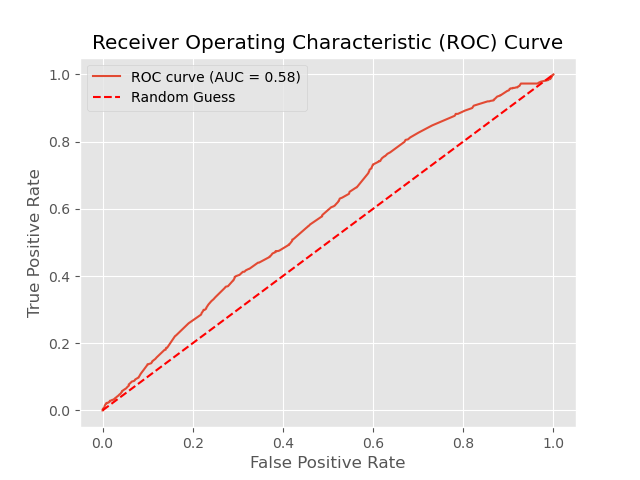 Receiver Operating Characteristic (ROC) Curve
ROC curve (AUC = 0.58)
Random Guess
True Positive Rate
1.0
0.8
0.6
0.4
0.2
0.0
0.0 0.2 0.4 0.6 0.8 1.0
False Positive Rate